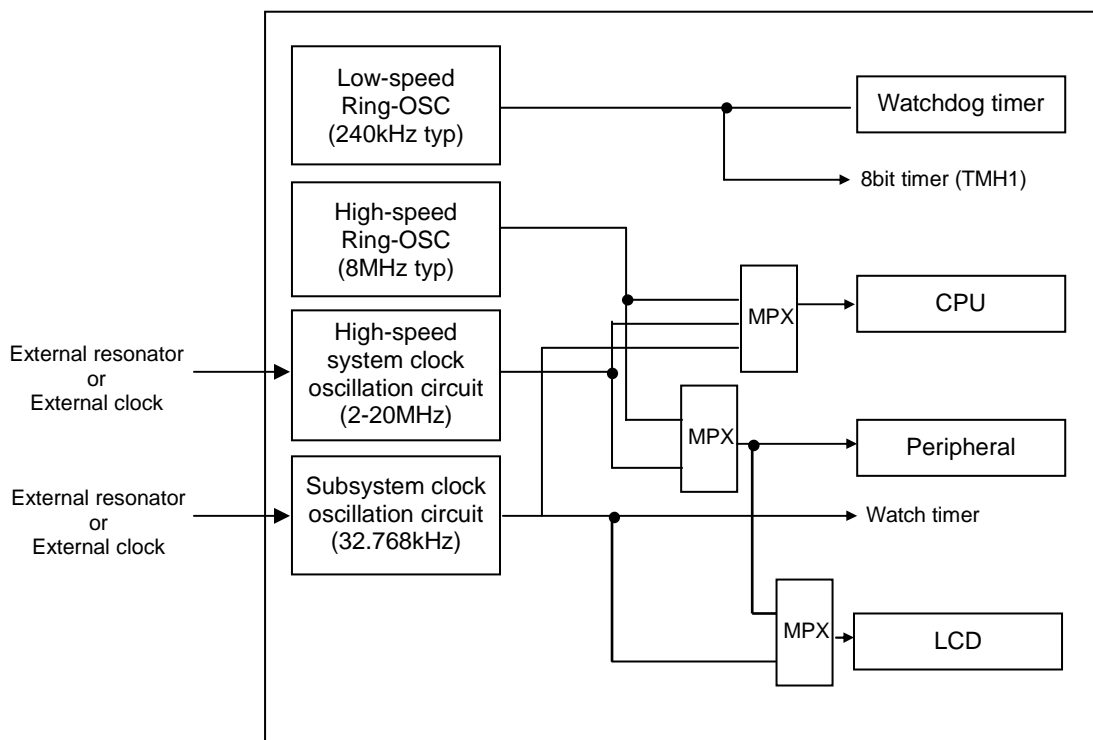 Low-speed
Ring-OSC
(240kHz typ)
Watchdog timer
8bit timer (TMH1)
High-speed
Ring-OSC
(8MHz typ)
MPX
CPU
External resonator
or
External clock
High-speed
system clock
oscillation circuit
(2-20MHz)
MPX
Peripheral
External resonator
or
External clock
Subsystem clock
oscillation circuit
(32.768kHz)
Watch timer
MPX
LCD